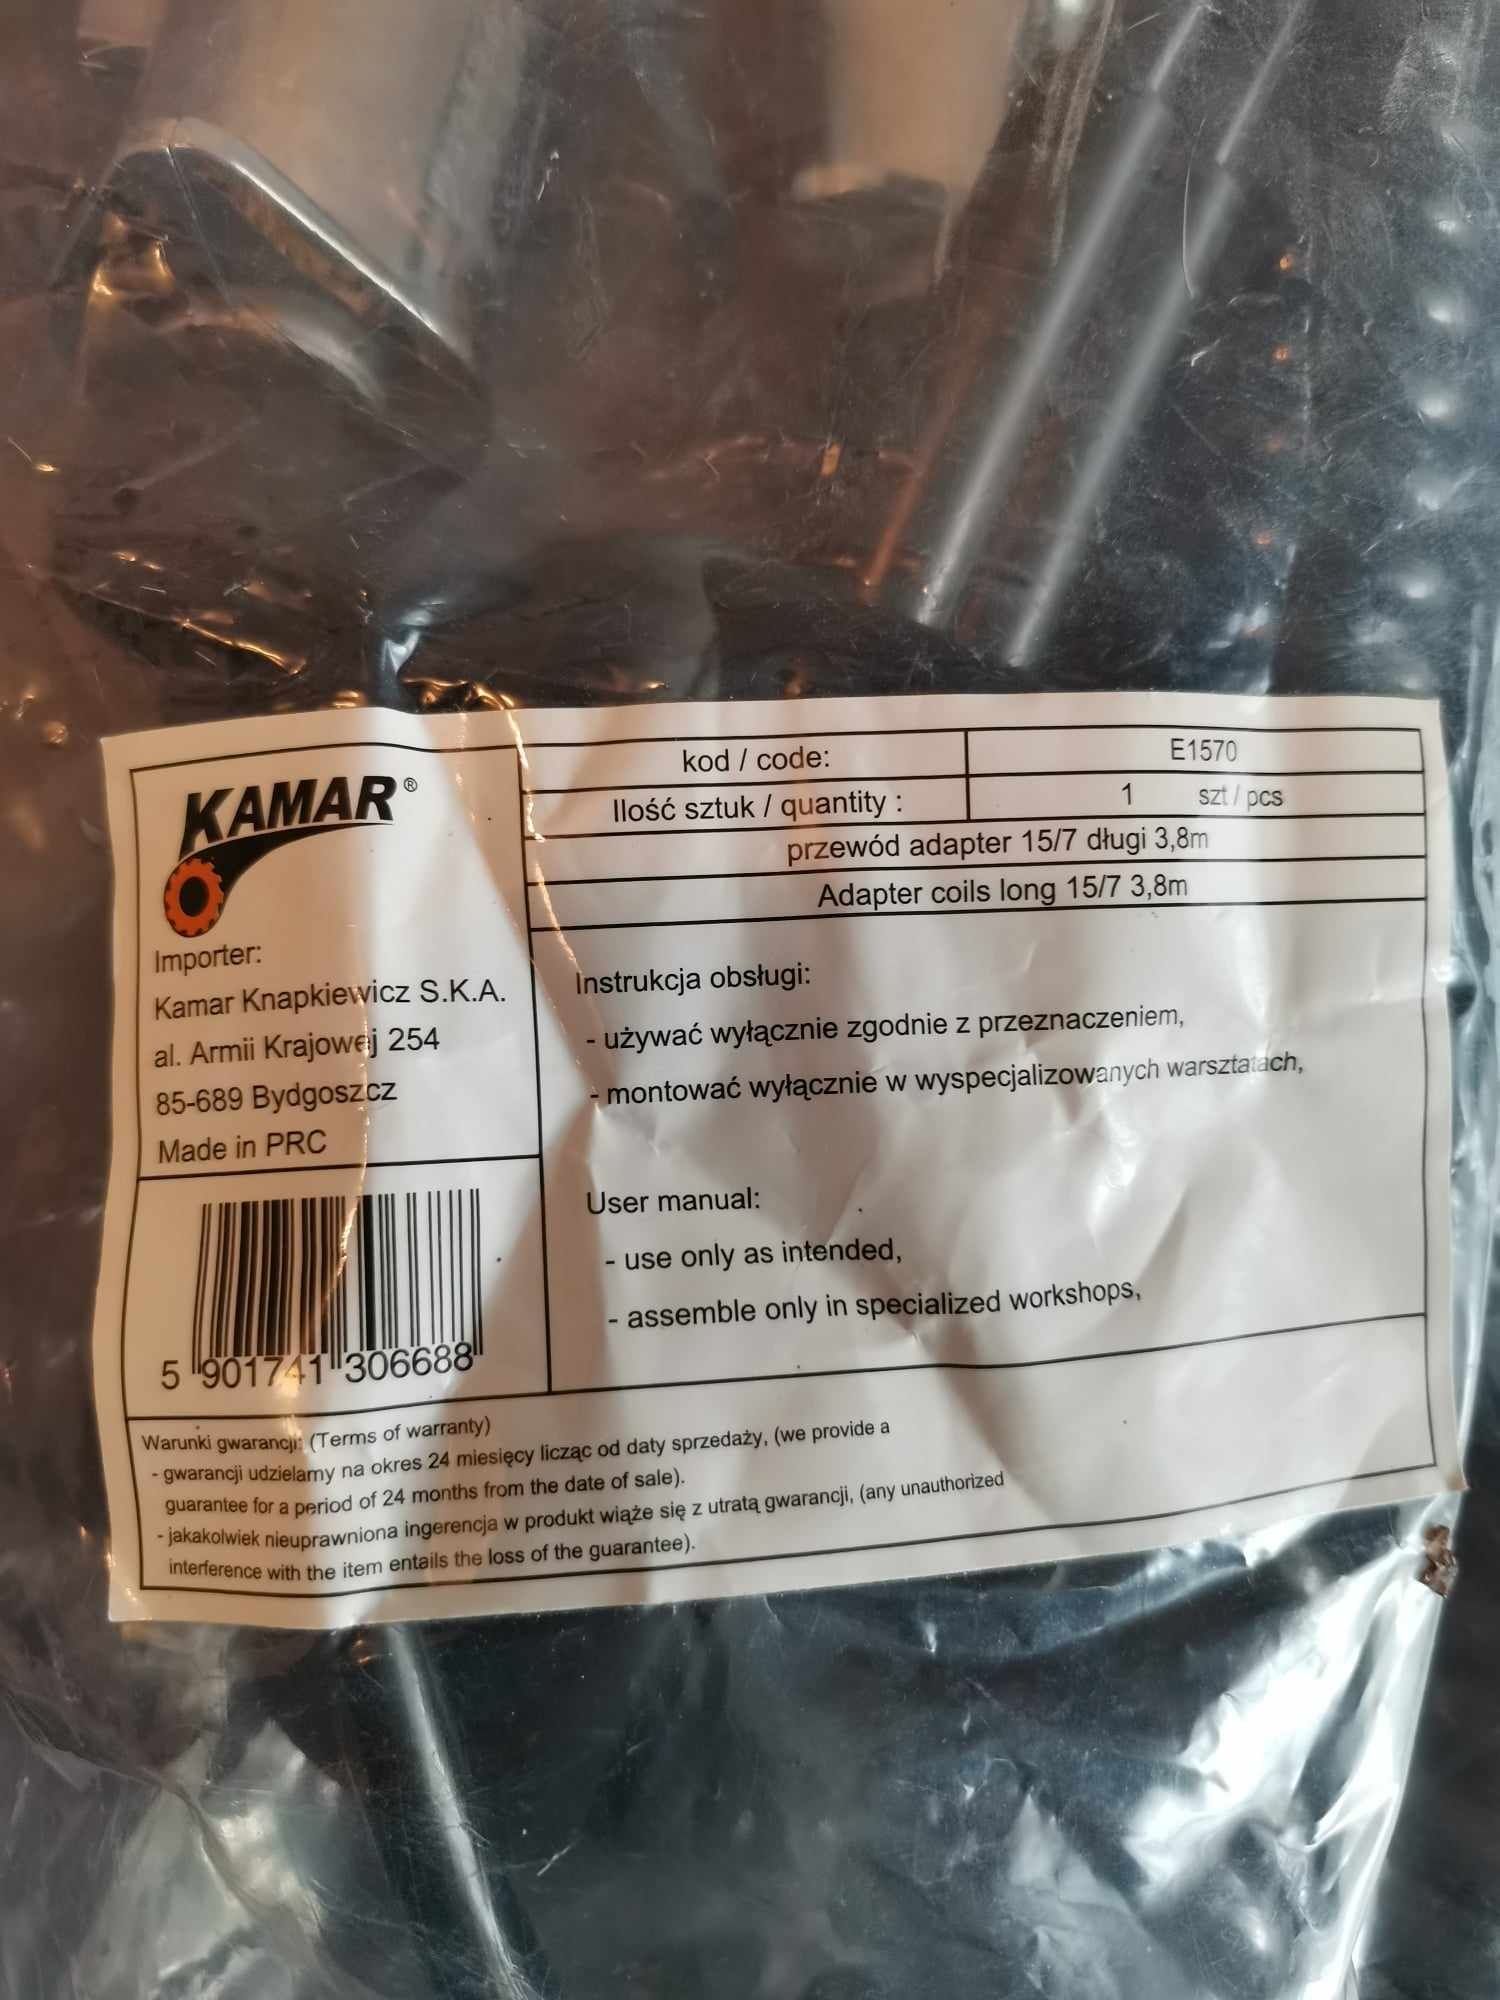 KAMAR®
Importer:
Kamar Knapkiewicz S.K.A.
al. Armii Krajowej 254
85-689 Bydgoszcz
Made in PRC
5 901741 306688
kod / code: E1570
Ilość sztuk / quantity : 1 szt / pcs
przewód adapter 15/7 długi 3,8m
Adapter coils long 15/7 3,8m
Instrukcja obsługi:
- używać wyłącznie zgodnie z przeznaczeniem,
- montować wyłącznie w wyspecjalizowanych warsztatach,
User manual:
- use only as intended,
- assemble only in specialized workshops,
Warunki gwarancji: (Terms of warranty)
- gwarancji udzielamy na okres 24 miesięcy licząc od daty sprzedaży, (we provide a
guarantee for a period of 24 months from the date of sale).
- jakakolwiek nieuprawniona ingerencja w produkt wiąże się z utratą gwarancji, (any unauthorized
interference with the item entails the loss of the guarantee).